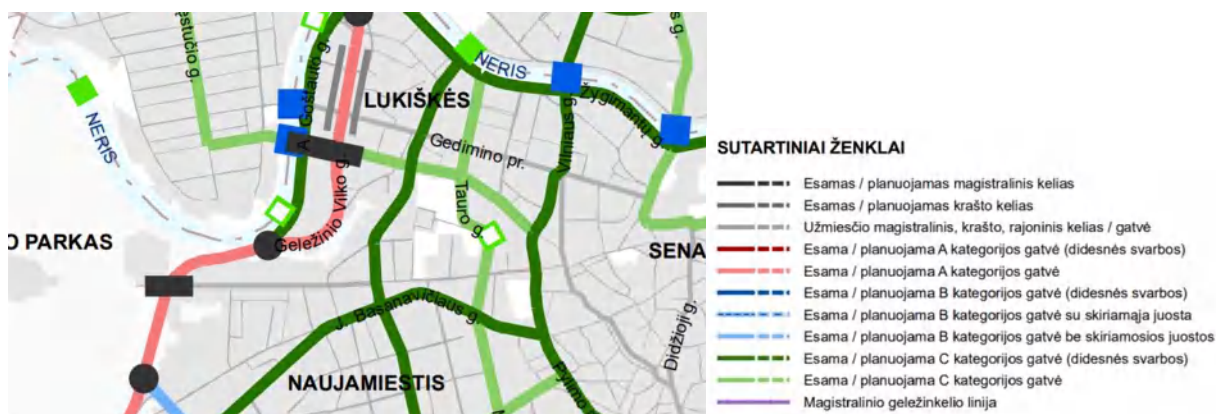 ęstučio g.
A. Goštauto g.
NERIS
NERIS
LUKIŠKĖS
Žygimantų g.
Vilniaus g.
Gedimino pr.
Tauro g.
Geležinio Vilko g.
O PARKAS
SENA
J. Basanavičiaus g.
Didžioji g.
NAUJAMIESTIS
Pylimo g.
SUTARTINIAI ŽENKLAI
Esamas / planuojamas magistralinis kelias
Esamas / planuojamas krašto kelias
Užmiesčio magistralinis, krašto, rajoninis kelias / gatvė
Esama / planuojama A kategorijos gatvė (didesnės svarbos)
Esama / planuojama A kategorijos gatvė
Esama / planuojama B kategorijos gatvė (didesnės svarbos)
Esama / planuojama B kategorijos gatvė su skiriamąja juosta
Esama / planuojama B kategorijos gatvė be skiriamosios juostos
Esama / planuojama C kategorijos gatvė (didesnės svarbos)
Esama / planuojama C kategorijos gatvė
Magistralinio geležinkelio linija